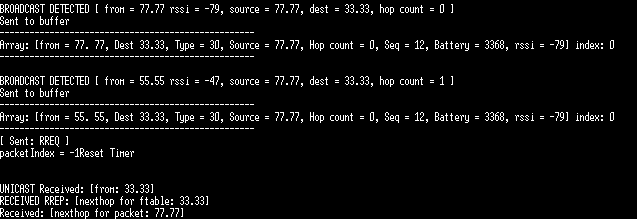 BROADCAST DETECTED [ from = 77.77 rssi = -79, source = 77.77, dest = 33.33, hop count = 0 ]
Sent to buffer
--------------------------------------------------
Array: [from = 77. 77, Dest 33.33, Type = 3D, Source = 77.77, Hop count = 0, Seq = 12, Battery = 3368, rssi = -79] index: 0
--------------------------------------------------
BROADCAST DETECTED [ from = 55.55 rssi = -47, source = 77.77, dest = 33.33, hop count = 1 ]
Sent to buffer
--------------------------------------------------
Array: [from = 55. 55, Dest 33.33, Type = 3D, Source = 77.77, Hop count = 0, Seq = 12, Battery = 3368, rssi = -79] index: 0
--------------------------------------------------
[ Sent: RREQ ]
packetIndex = -1Reset Timer
UNICAST Received: [from: 33.33]
RECEIVED RREP: [nexthop for ftable: 33.33]
Received: [nexthop for packet: 77.77]